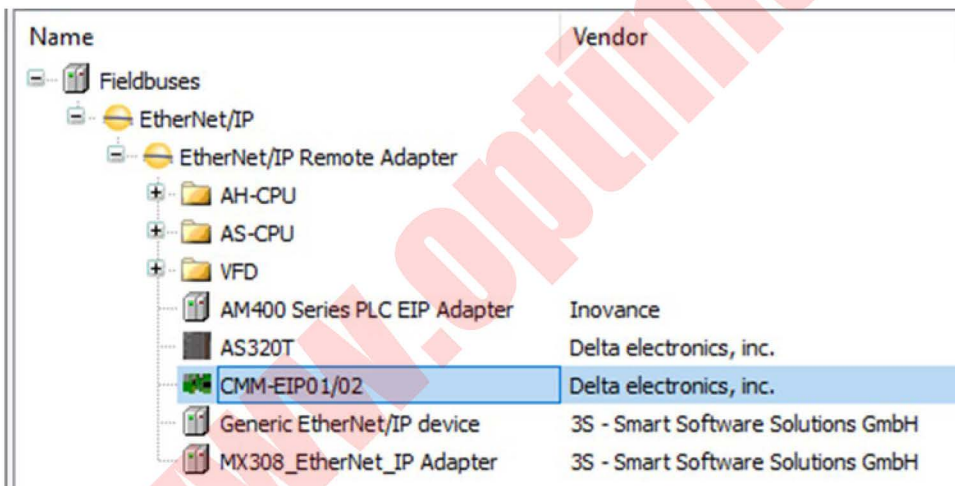 Name Vendor
Fieldbuses
EtherNet/IP
EtherNet/IP Remote Adapter
AH-CPU
AS-CPU
VFD
AM400 Series PLC EIP Adapter Inovance
AS320T Delta electronics, inc.
CMM-EIP01/02 Delta electronics, inc.
Generic EtherNet/IP device 3S - Smart Software Solutions GmbH
MX308_EtherNet_IP Adapter 3S - Smart Software Solutions GmbH